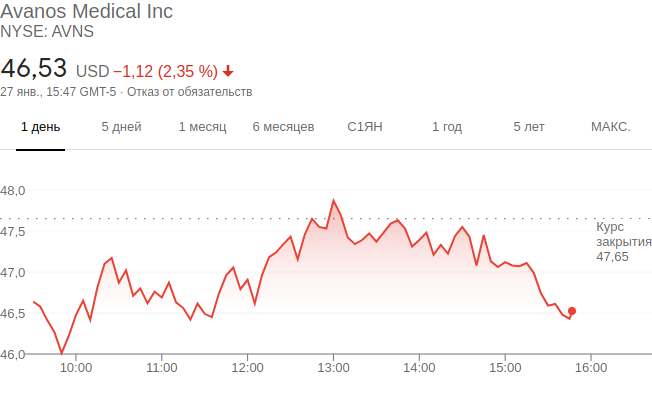 Avanos Medical Inc
NYSE: AVNS
46,53 USD −1,12 (2,35 %)
27 янв., 15:47 GMT-5 · Отказ от обязательств
1 день 5 дней 1 месяц 6 месяцев С1ЯН 1 год 5 лет МАКС.
48,0
47,5
Курс
закрытия
47,65
47,0
46,5
46,0
10:00 11:00 12:00 13:00 14:00 15:00 16:00